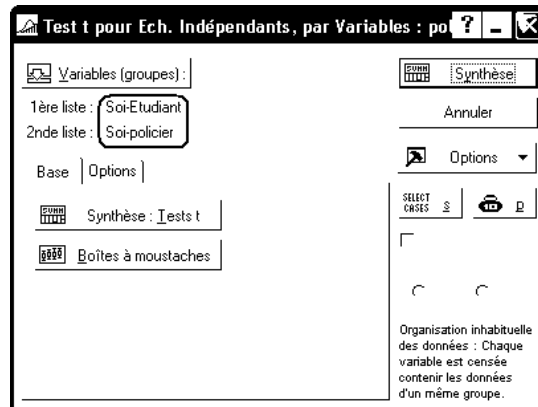 Test t pour Ech. Indépendants, par Variables : pol
Variables (groupes) :
1ère liste : Soi-Etudiant
2nde liste : Soi-policier
Base
Options
Synthèse : Tests t
Boîtes à moustaches
Synthèse
Annuler
Options
SELECT CASES S
D
Organisation inhabituelle
des données : Chaque
variable est censée
contenir les données
d'un même groupe.